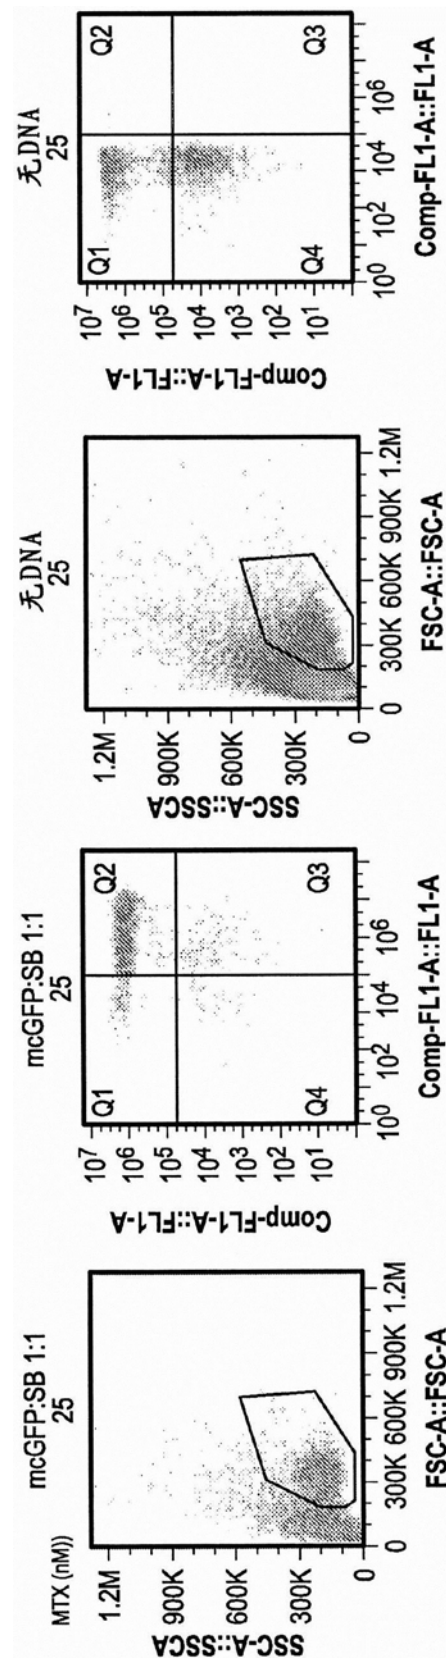 MTX (nM))
mcGFP:SB 1:1
25
SSC-A::SSCA
1.2M
900K
600K
300K
0
0 300K 600K 900K 1.2M
FSC-A::FSC-A
mcGFP:SB 1:1
25
Comp-FL1-A::FL1-A
10⁷
10⁶
10⁵
10⁴
10³
10²
10¹
Q1 Q2
Q4 Q3
10⁰ 10² 10⁴ 10⁶
Comp-FL1-A::FL1-A
无DNA
25
SSC-A::SSCA
1.2M
900K
600K
300K
0
0 300K 600K 900K 1.2M
FSC-A::FSC-A
无DNA
25
Comp-FL1-A::FL1-A
10⁷
10⁶
10⁵
10⁴
10³
10²
10¹
Q1 Q2
Q4 Q3
10⁰ 10² 10⁴ 10⁶
Comp-FL1-A::FL1-A